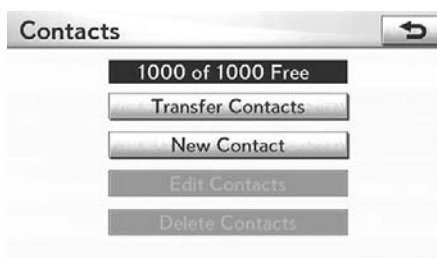 Contacts
1000 of 1000 Free
Transfer Contacts
New Contact
Edit Contacts
Delete Contacts